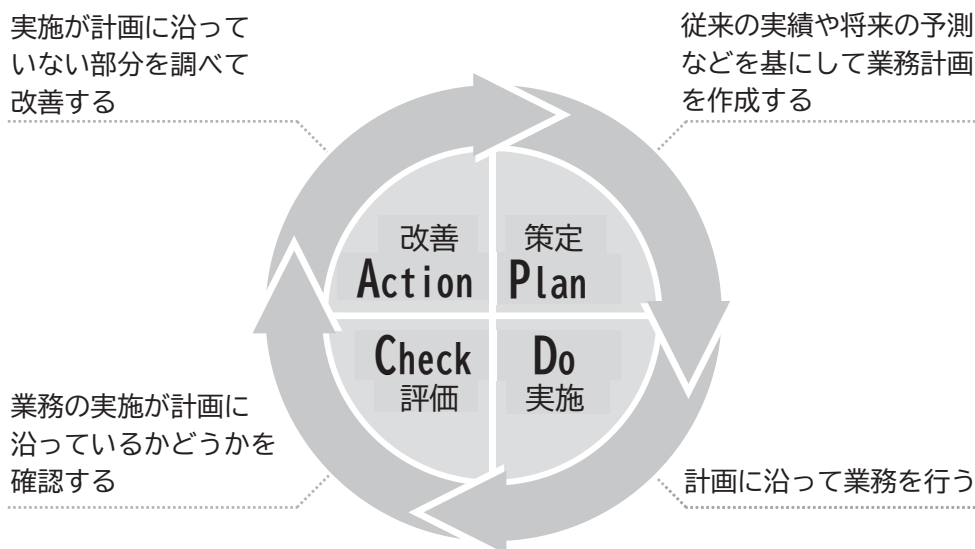 実施が計画に沿って
いない部分を調べて
改善する
従来の実績や将来の予測
などを基にして業務計画
を作成する
改善
Action
策定
Plan
Check
評価
Do
実施
業務の実施が計画に
沿っているかどうかを
確認する
計画に沿って業務を行う